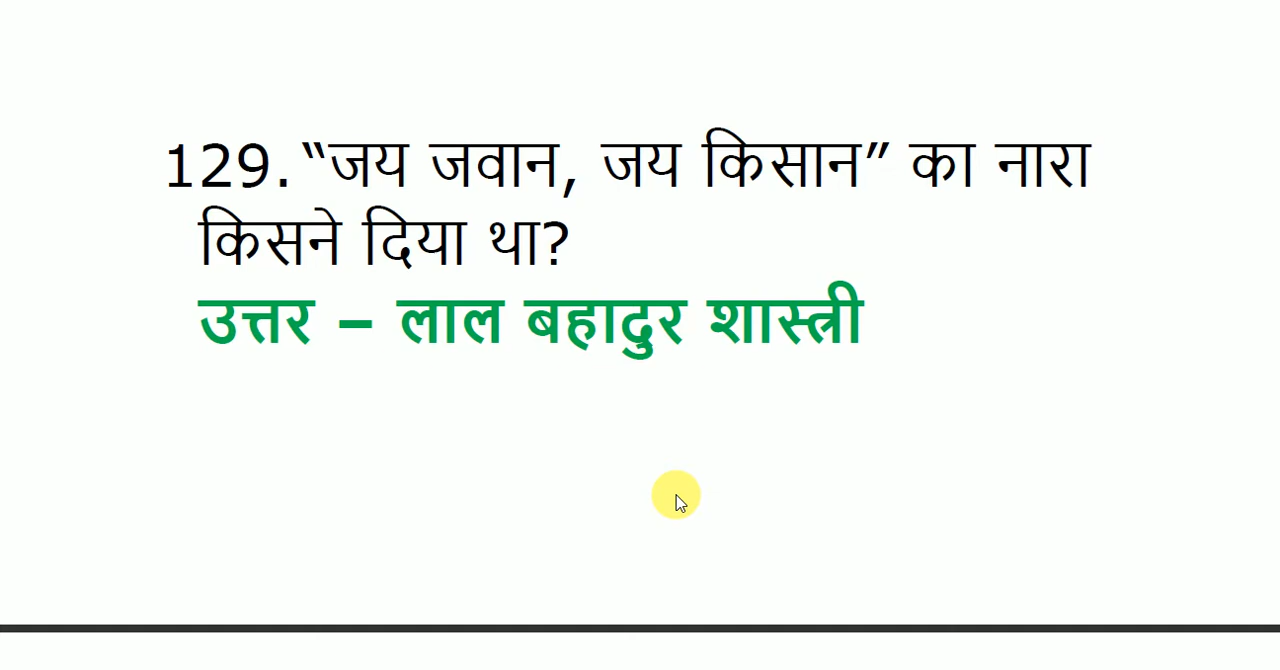 129. “जय जवान, जय किसान” का नारा
किसने दिया था?
उत्तर – लाल बहादुर शास्त्री